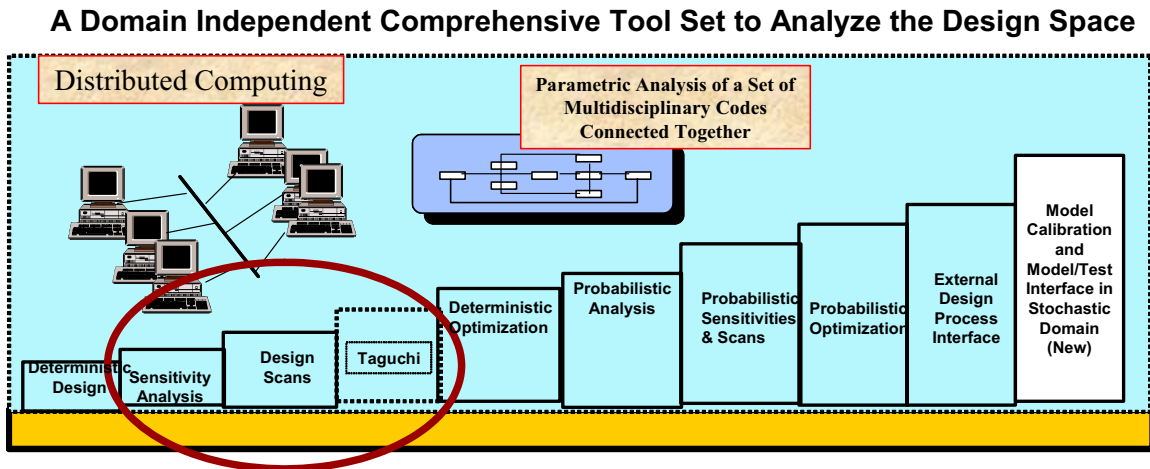 A Domain Independent Comprehensive Tool Set to Analyze the Design Space
Distributed Computing
Parametric Analysis of a Set of
Multidisciplinary Codes
Connected Together
Deterministic
Design
Sensitivity
Analysis
Design
Scans
Taguchi
Deterministic
Optimization
Probabilistic
Analysis
Probabilistic
Sensitivities
& Scans
Probabilistic
Optimization
External
Design
Process
Interface
Model
Calibration
and
Model/Test
Interface in
Stochastic
Domain
(New)